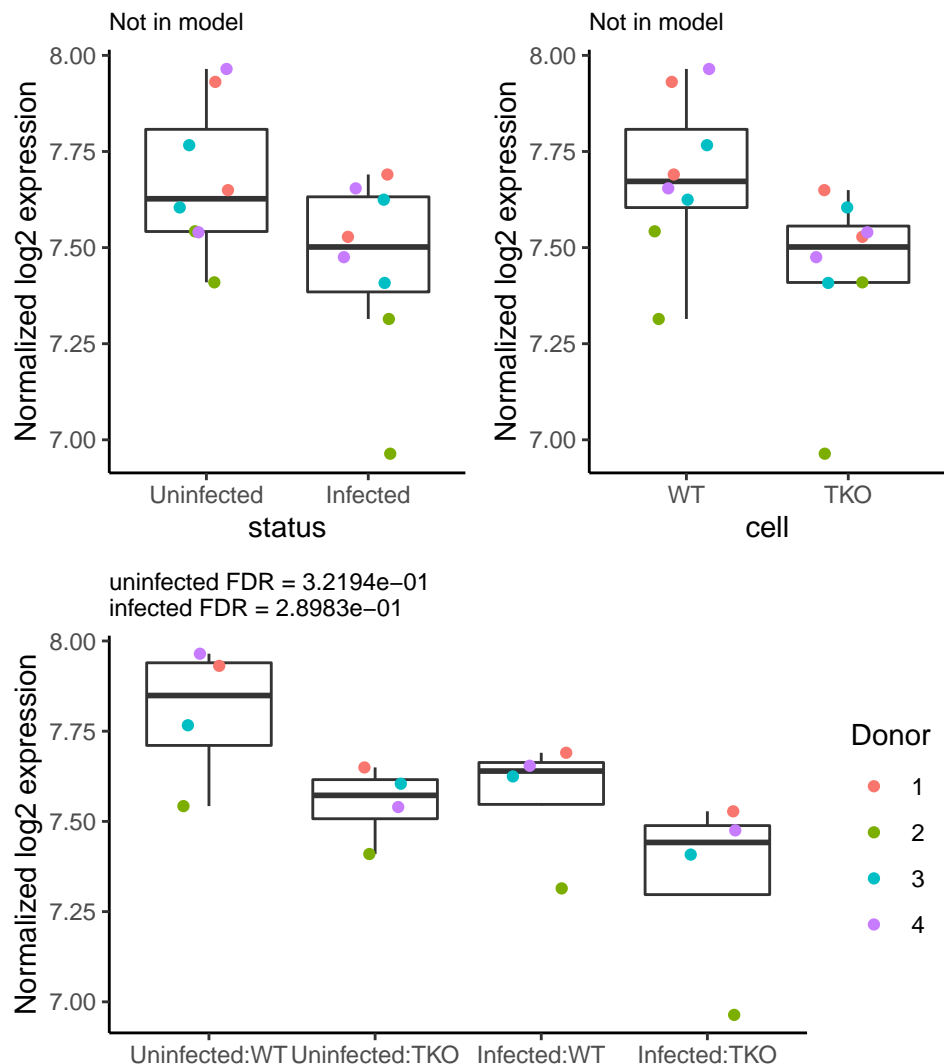 Not in model
Normalized log2 expression
8.00
7.75
7.50
7.25
7.00
Uninfected Infected
status
Not in model
Normalized log2 expression
8.00
7.75
7.50
7.25
7.00
WT TKO
cell
uninfected FDR = 3.2194e−01
infected FDR = 2.8983e−01
Normalized log2 expression
8.00
7.75
7.50
7.25
7.00
Uninfected:WT Uninfected:TKO Infected:WT Infected:TKO
Donor
1
2
3
4